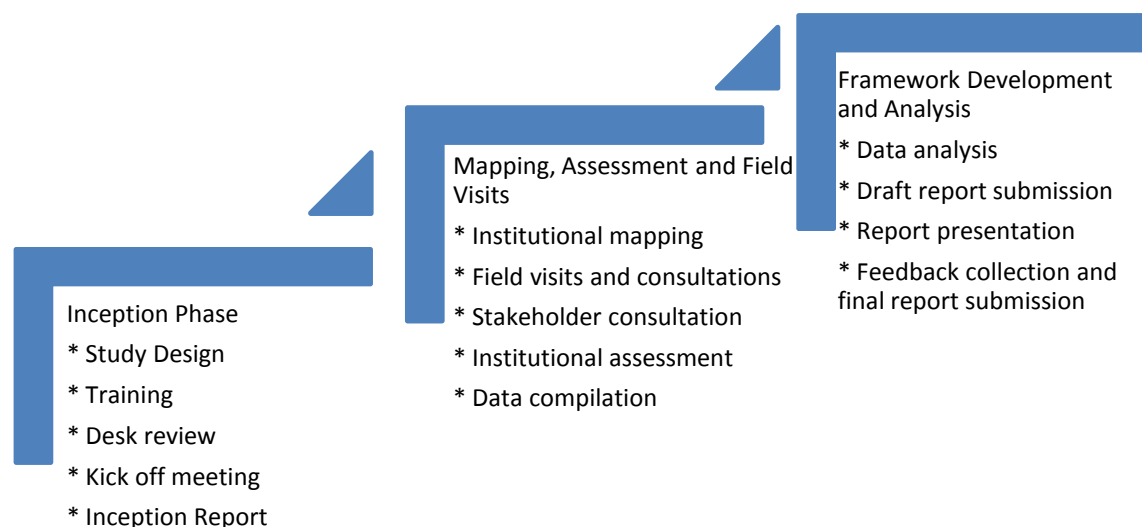 Inception Phase
* Study Design
* Training
* Desk review
* Kick off meeting
* Inception Report
Mapping, Assessment and Field
Visits
* Institutional mapping
* Field visits and consultations
* Stakeholder consultation
* Institutional assessment
* Data compilation
Framework Development
and Analysis
* Data analysis
* Draft report submission
* Report presentation
* Feedback collection and
final report submission